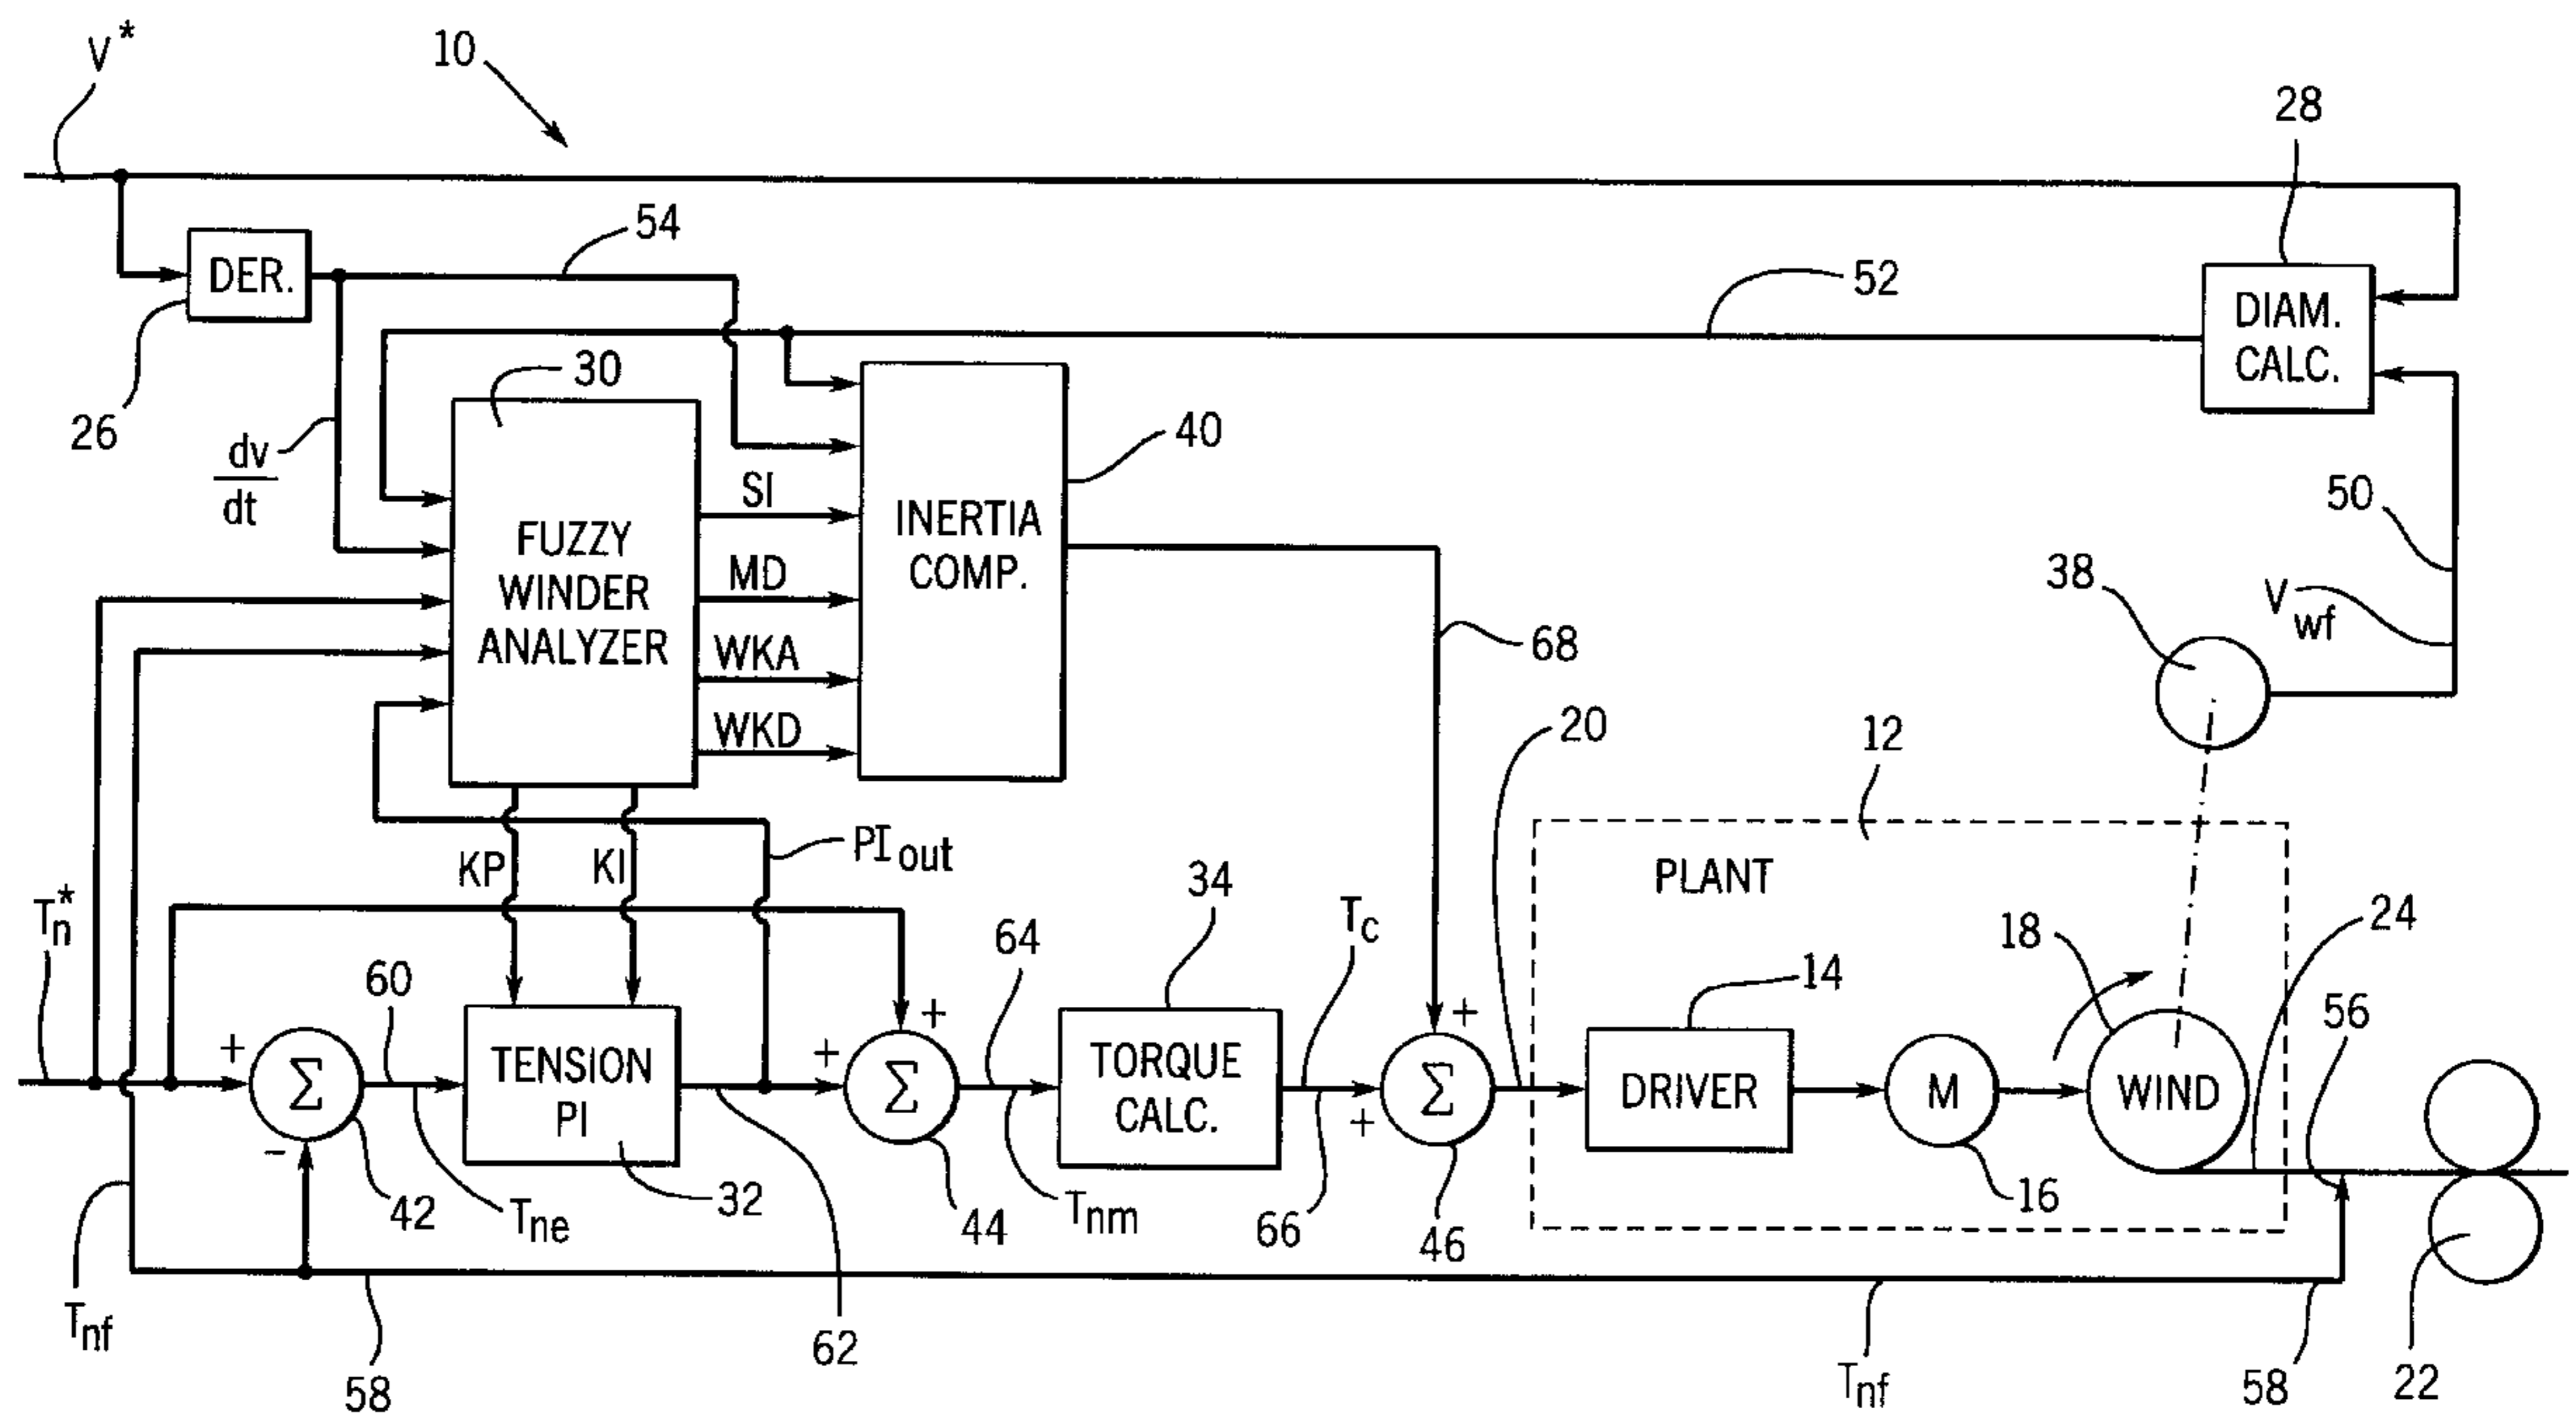 V*
10
28
DER.
54
52
DIAM.
CALC.
26
30
dv
dt
40
SI
MD
WKA
WKD
FUZZY
WINDER
ANALYZER
INERTIA
COMP.
50
38
V wf
68
20
12
KP
KI
PI out
PLANT
34
Tn*
60
64
Tc
18
24
14
56
+
+
+
+
+
-
Σ
TENSION
PI
Σ
TORQUE
CALC.
Σ
DRIVER
M
WIND
42
Tne
32
44
Tnm
66
46
16
Tnf
58
62
Tnf
58
22